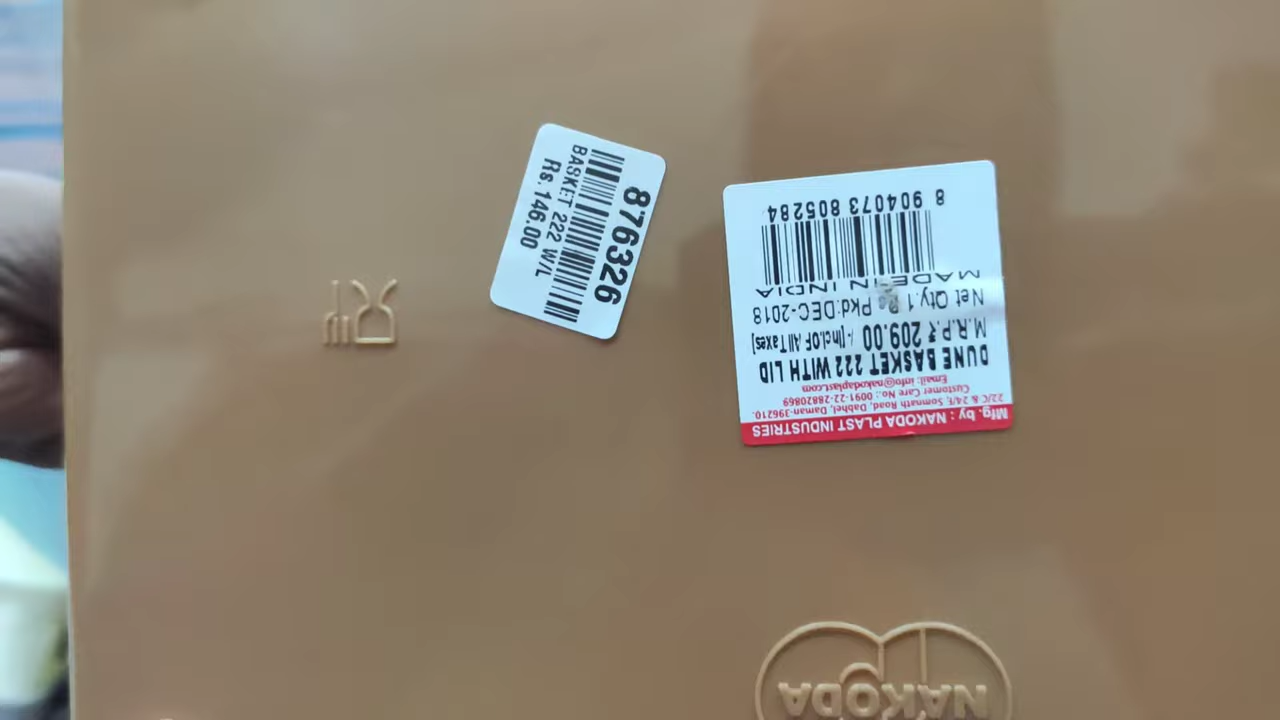 876326
BASKET 222 W/L
Rs. 146.00
Mfg. by : NAKODA PLAST INDUSTRIES
22/C & 24/1, Somnath Road, Dabhel, Daman-396210.
Customer Care No.: 0091-22-28820869
Email: info@nakodaplast.com
DUNE BASKET 222 WITH LID
M.R.P.₹ 209.00 /-[Incl.OF All Taxes]
Net Qty.1 Pkd:DEC-2018
MADE IN INDIA
8 904073 805284
NAKODA